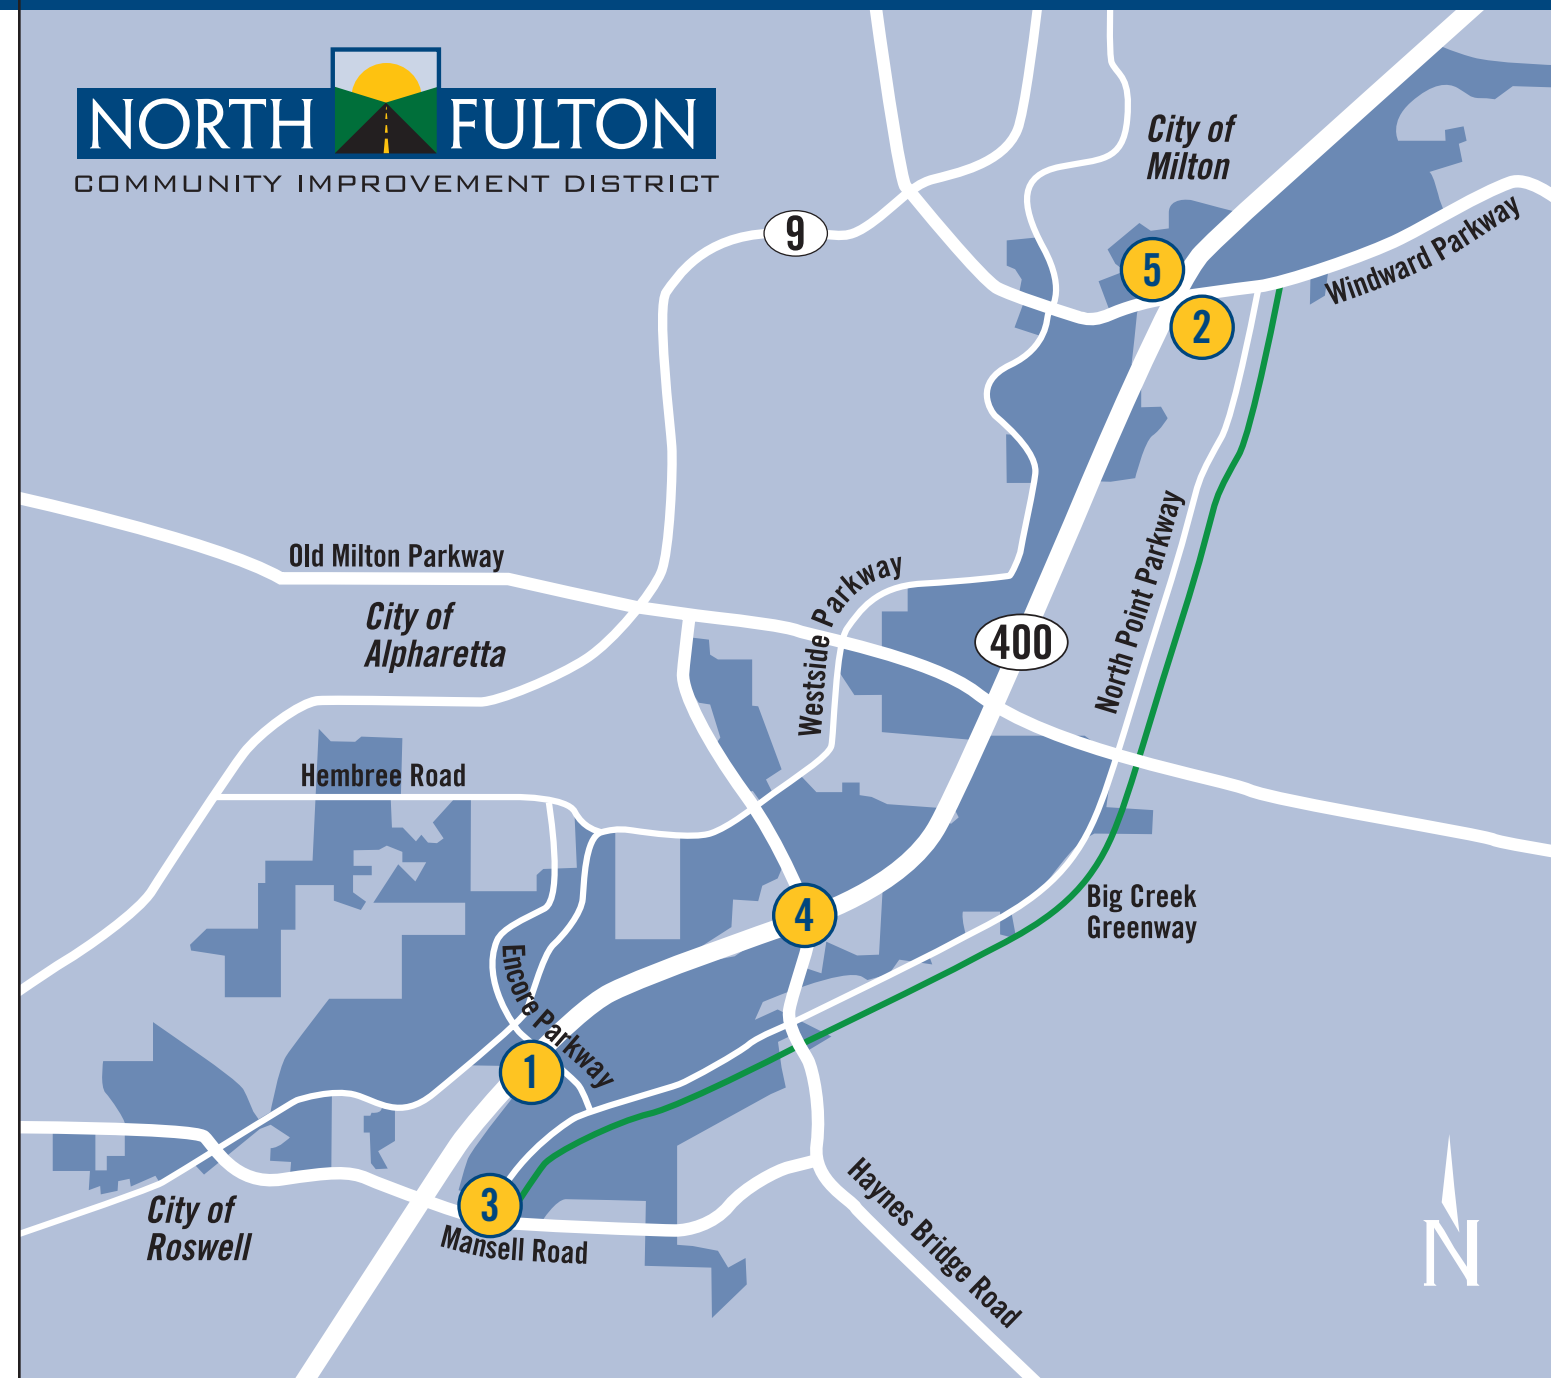 NORTH FULTON
COMMUNITY IMPROVEMENT DISTRICT
City of
Milton
9
5
2
Windward Parkway
Old Milton Parkway
City of
Alpharetta
Westside Parkway
400
North Point Parkway
Hembree Road
4
Big Creek
Greenway
Encore Parkway
1
3
City of
Roswell
Mansell Road
Haynes Bridge Road
N